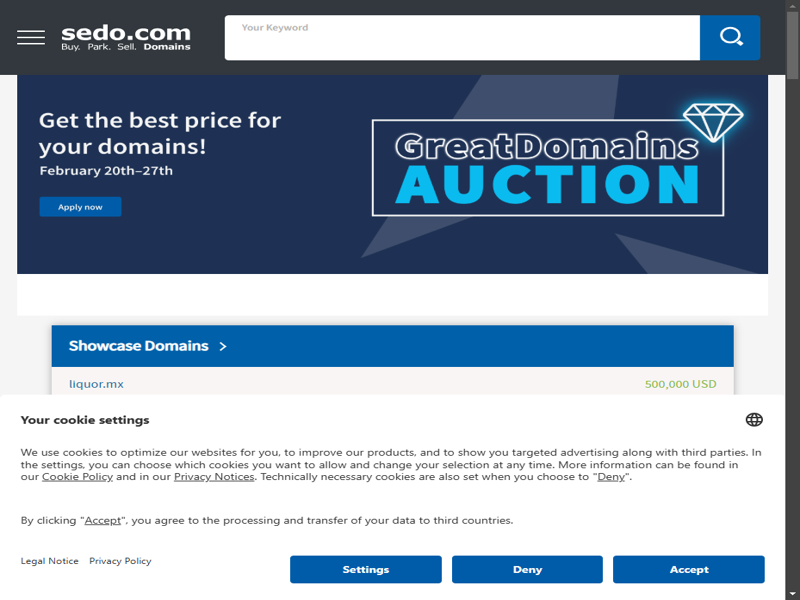 sedo.com
Buy. Park. Sell. Domains
Your Keyword
Get the best price for
your domains!
February 20th–27th
Apply now
GreatDomains
AUCTION
Showcase Domains
liquor.mx 500,000 USD
Your cookie settings
We use cookies to optimize our websites for you, to improve our products, and to show you targeted advertising along with third parties. In
the settings, you can choose which cookies you want to allow and change your selection at any time. More information can be found in
our Cookie Policy and in our Privacy Notices. Technically necessary cookies are also set when you choose to "Deny".
By clicking "Accept", you agree to the processing and transfer of your data to third countries.
Legal Notice Privacy Policy
Settings Deny Accept